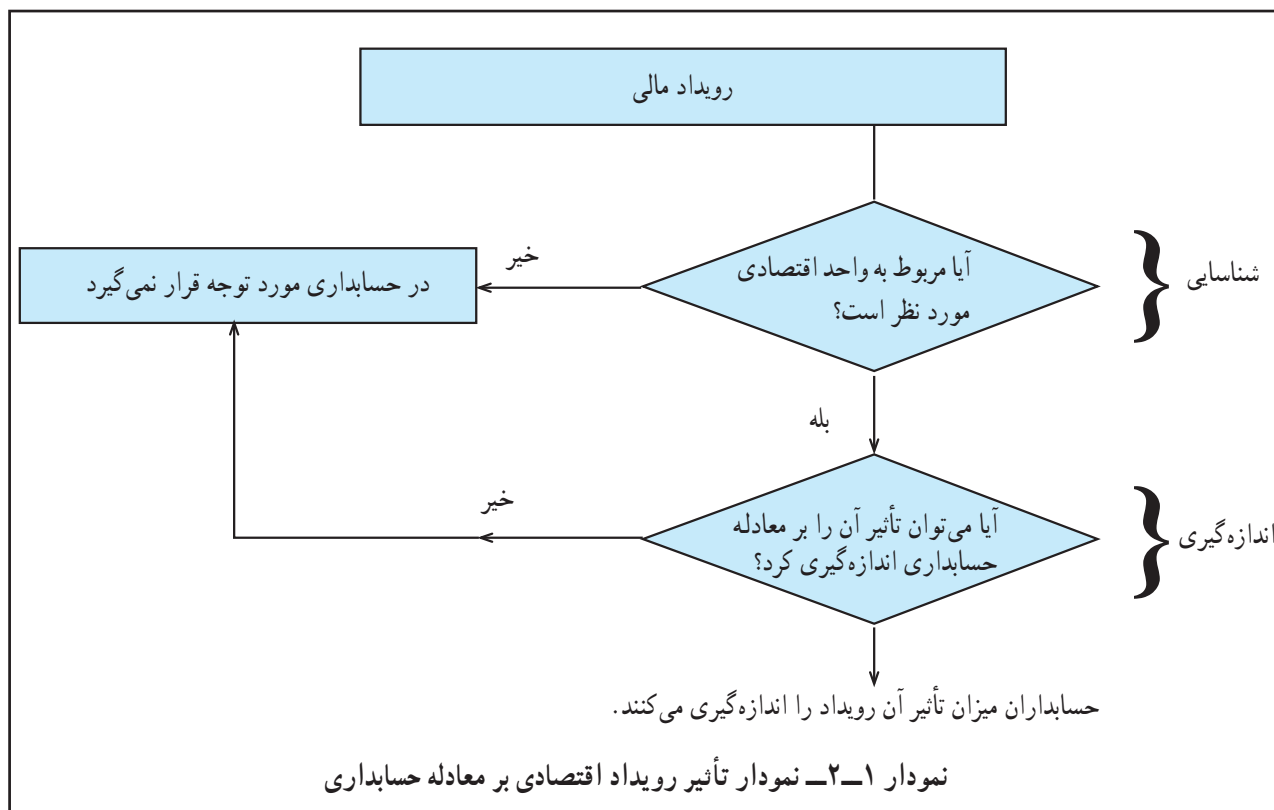 رویداد مالی
آیا مربوط به واحد اقتصادی
مورد نظر است؟
شناسایی
خیر
در حسابداری مورد توجه قرار نمی‌گیرد
بله
آیا می‌توان تأثیر آن را بر معادله
حسابداری اندازه‌گیری کرد؟
اندازه‌گیری
خیر
حسابداران میزان تأثیر آن رویداد را اندازه‌گیری می‌کنند.
نمودار ۱ــ۲ــ نمودار تأثیر رویداد اقتصادی بر معادله حسابداری